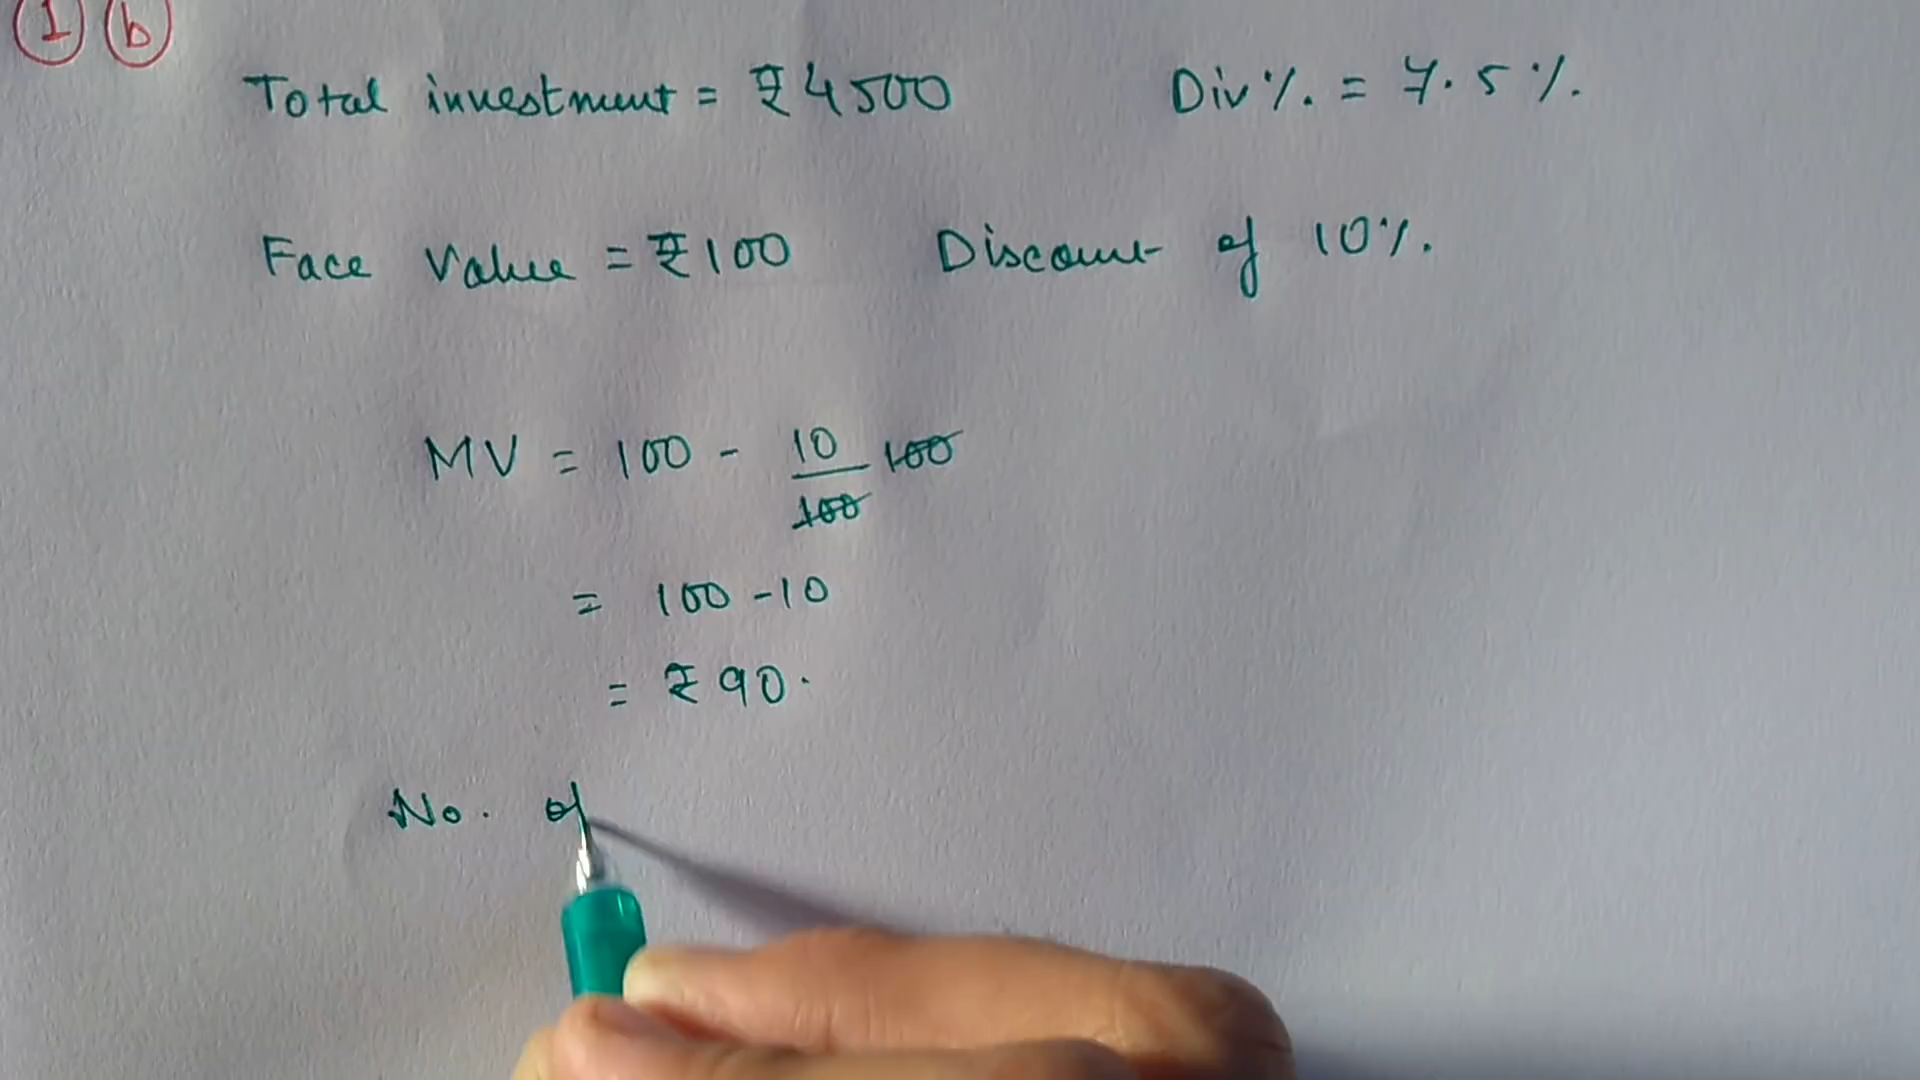 1 b
Total investment = ₹4500 Div%. = 7.5%.
Face Value = ₹100 Discount of 10%.
MV = 100 - 10/100 100
= 100 - 10
= ₹90.
No. of